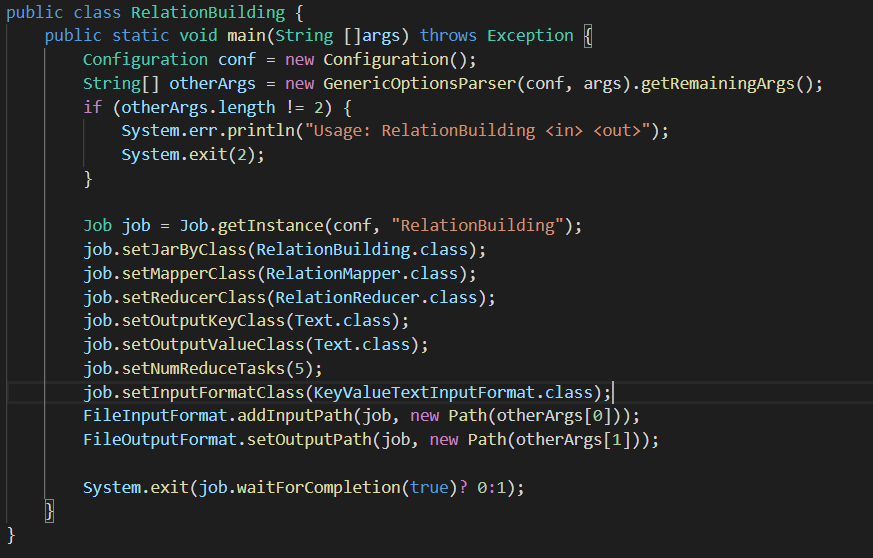 public class RelationBuilding {
public static void main(String []args) throws Exception {
Configuration conf = new Configuration();
String[] otherArgs = new GenericOptionsParser(conf, args).getRemainingArgs();
if (otherArgs.length != 2) {
System.err.println("Usage: RelationBuilding <in> <out>");
System.exit(2);
}
Job job = Job.getInstance(conf, "RelationBuilding");
job.setJarByClass(RelationBuilding.class);
job.setMapperClass(RelationMapper.class);
job.setReducerClass(RelationReducer.class);
job.setOutputKeyClass(Text.class);
job.setOutputValueClass(Text.class);
job.setNumReduceTasks(5);
job.setInputFormatClass(KeyValueTextInputFormat.class);
FileInputFormat.addInputPath(job, new Path(otherArgs[0]));
FileOutputFormat.setOutputPath(job, new Path(otherArgs[1]));
System.exit(job.waitForCompletion(true)? 0:1);
}
}